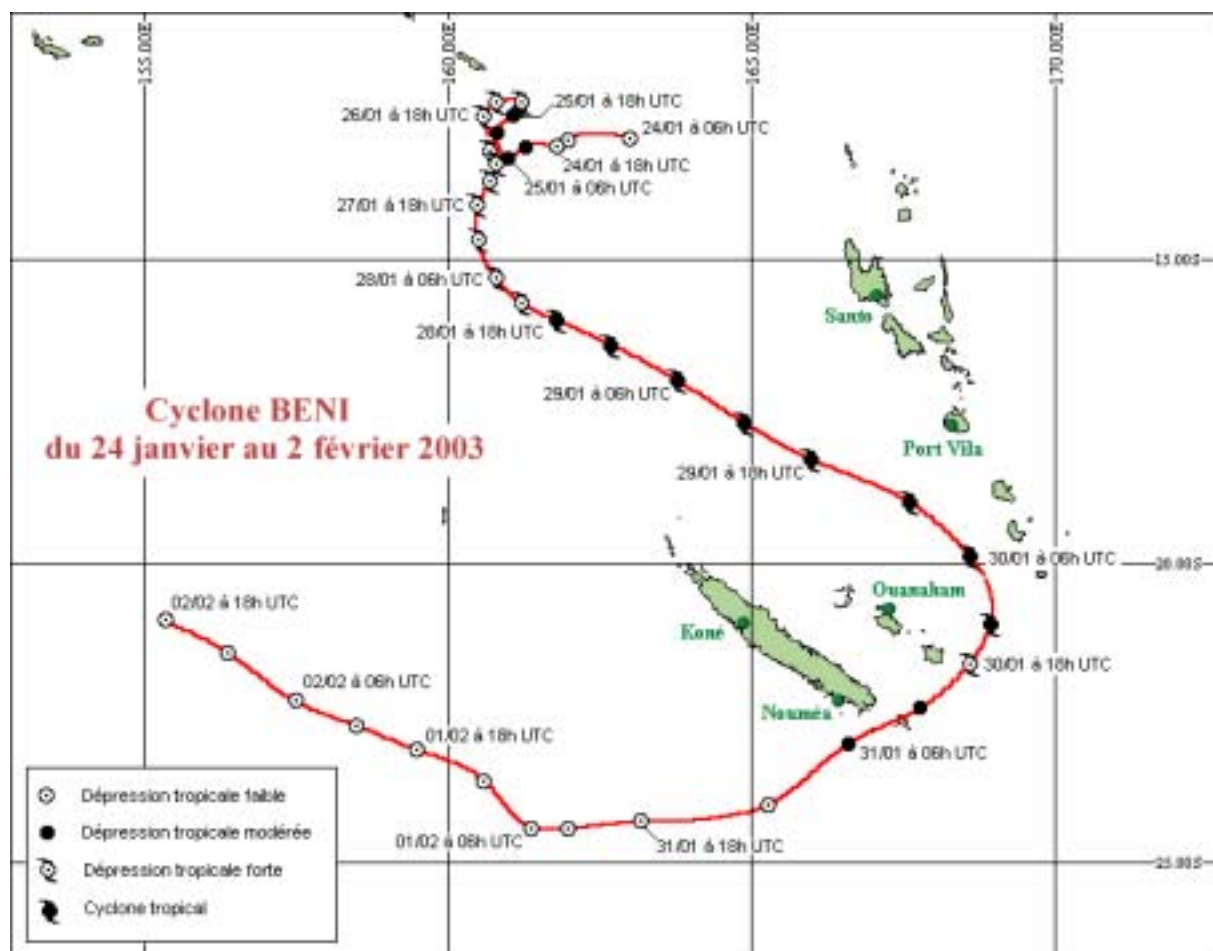 155.00E
160.00E
165.00E
170.00E
26/01 à 18h UTC
25/01 à 18h UTC
24/01 à 06h UTC
24/01 à 18h UTC
25/01 à 06h UTC
27/01 à 18h UTC
15.00S
28/01 à 06h UTC
Santo
28/01 à 18h UTC
29/01 à 06h UTC
Cyclone BENI
du 24 janvier au 2 février 2003
Port Vila
29/01 à 18h UTC
30/01 à 06h UTC
20.00S
Ouanaham
02/02 à 18h UTC
Koné
30/01 à 18h UTC
02/02 à 06h UTC
Nouméa
01/02 à 18h UTC
31/01 à 06h UTC
Dépression tropicale faible
Dépression tropicale modérée
01/02 à 06h UTC
31/01 à 18h UTC
25.00S
Dépression tropicale forte
Cyclone tropical